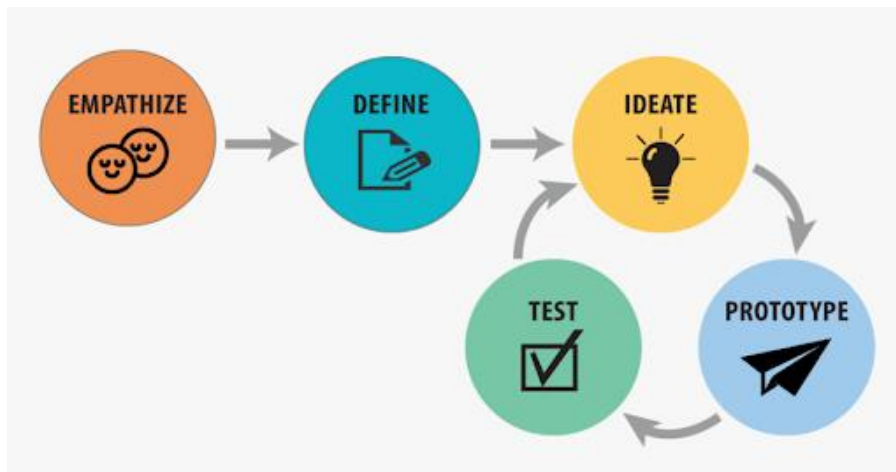 EMPATHIZE
DEFINE
IDEATE
TEST
PROTOTYPE